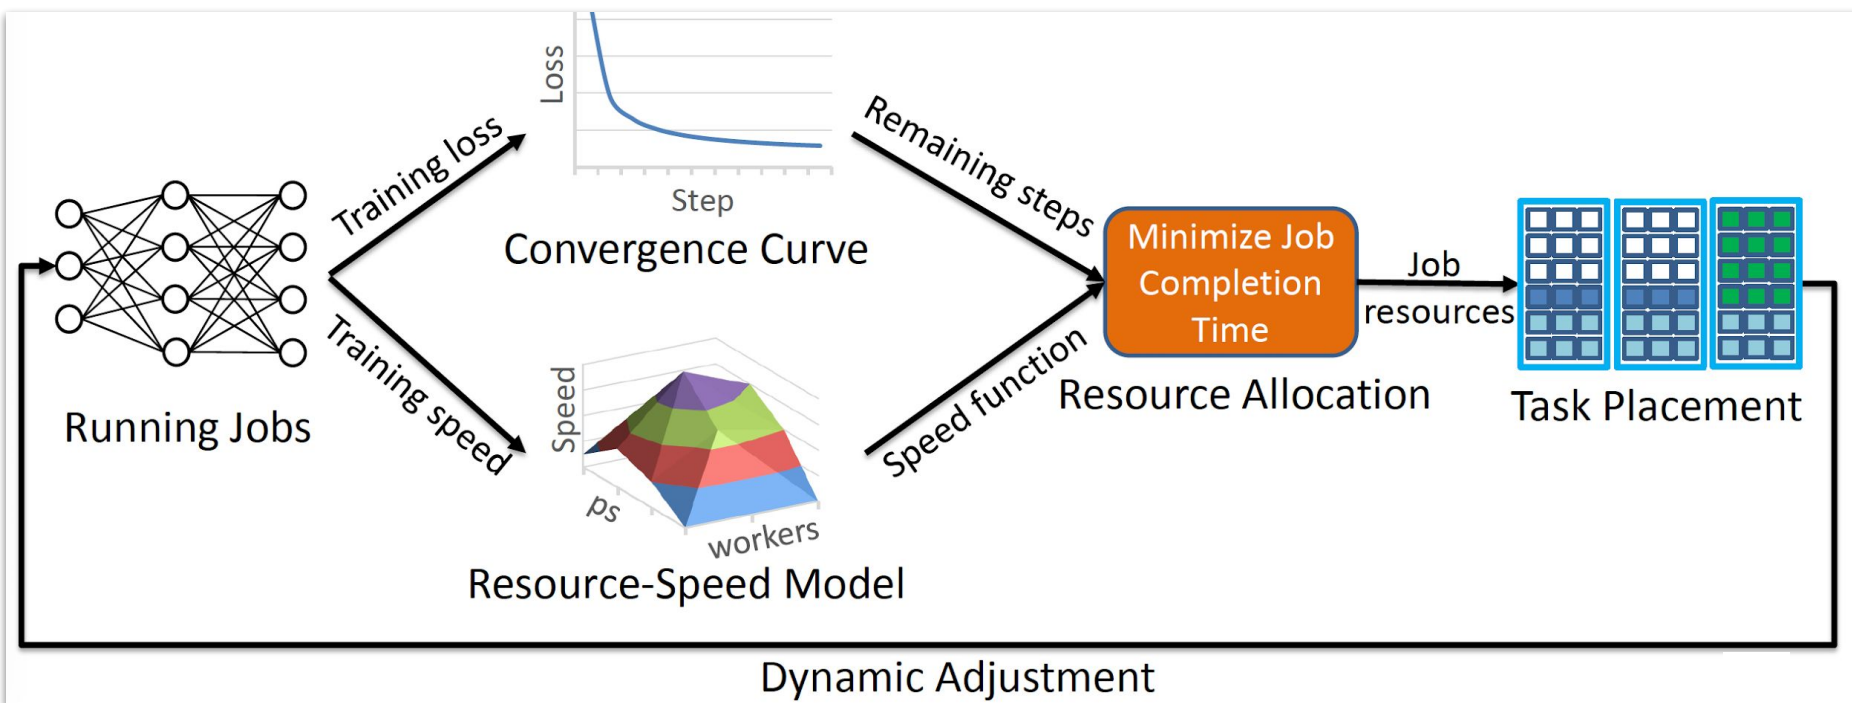 Loss
Step
Convergence Curve
Training loss
Remaining steps
Running Jobs
Training speed
Speed
ps
workers
Resource-Speed Model
Speed function
Minimize Job
Completion
Time
Resource Allocation
Job
resources
Task Placement
Dynamic Adjustment